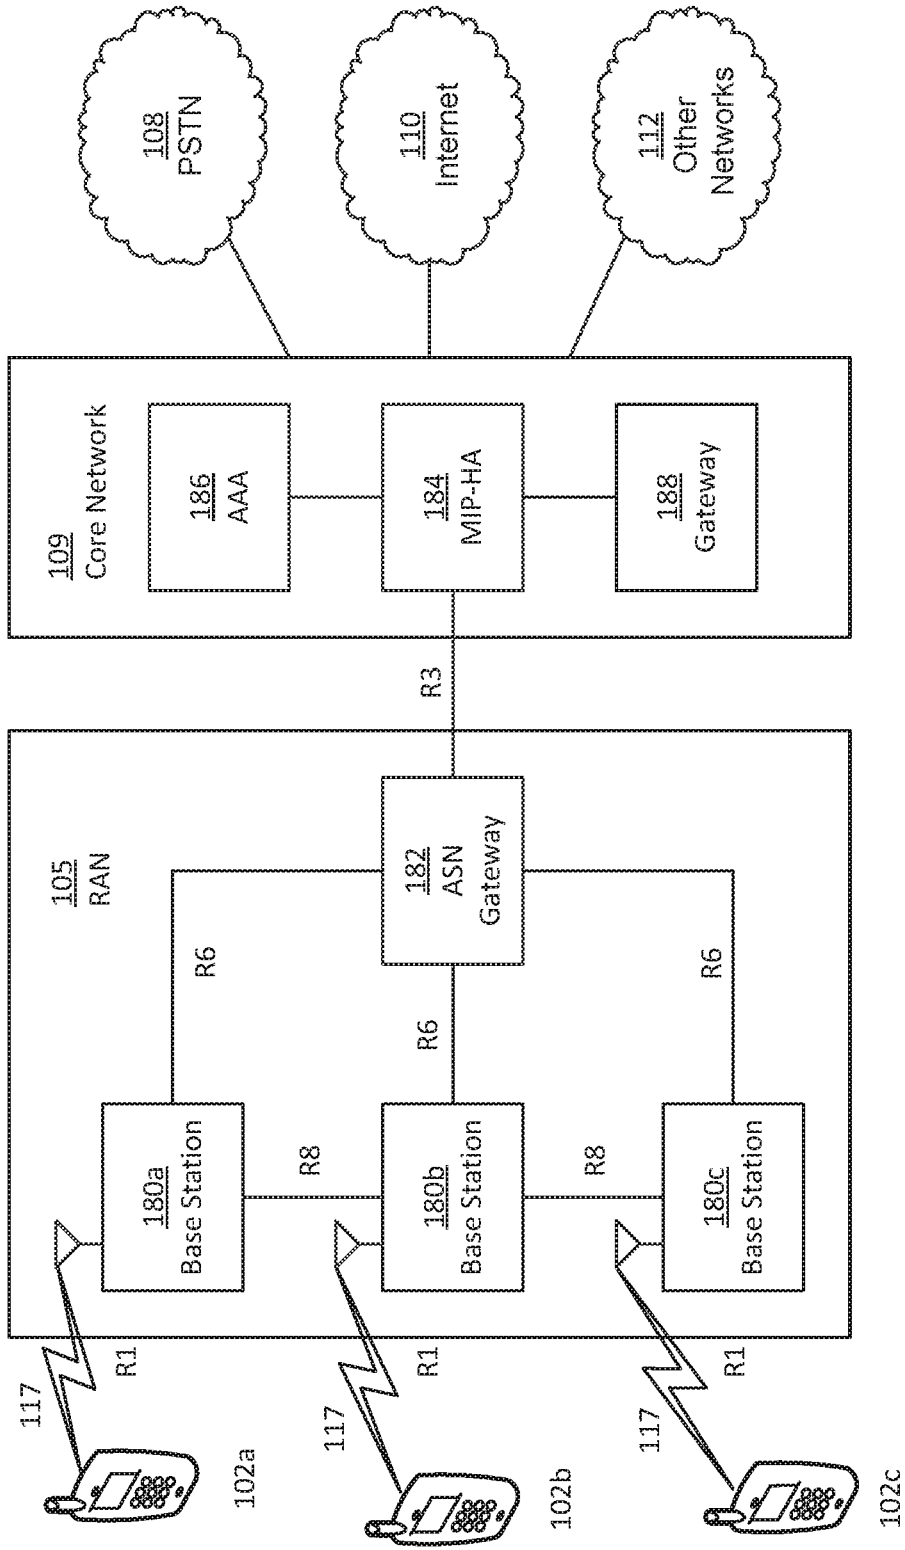 117
R1
102a
117
R1
102b
117
R1
102c
105
RAN
180a
Base Station
R8
180b
Base Station
R8
180c
Base Station
R6
R6
R6
182
ASN
Gateway
R3
109
Core Network
186
AAA
184
MIP-HA
188
Gateway
108
PSTN
110
Internet
112
Other
Networks